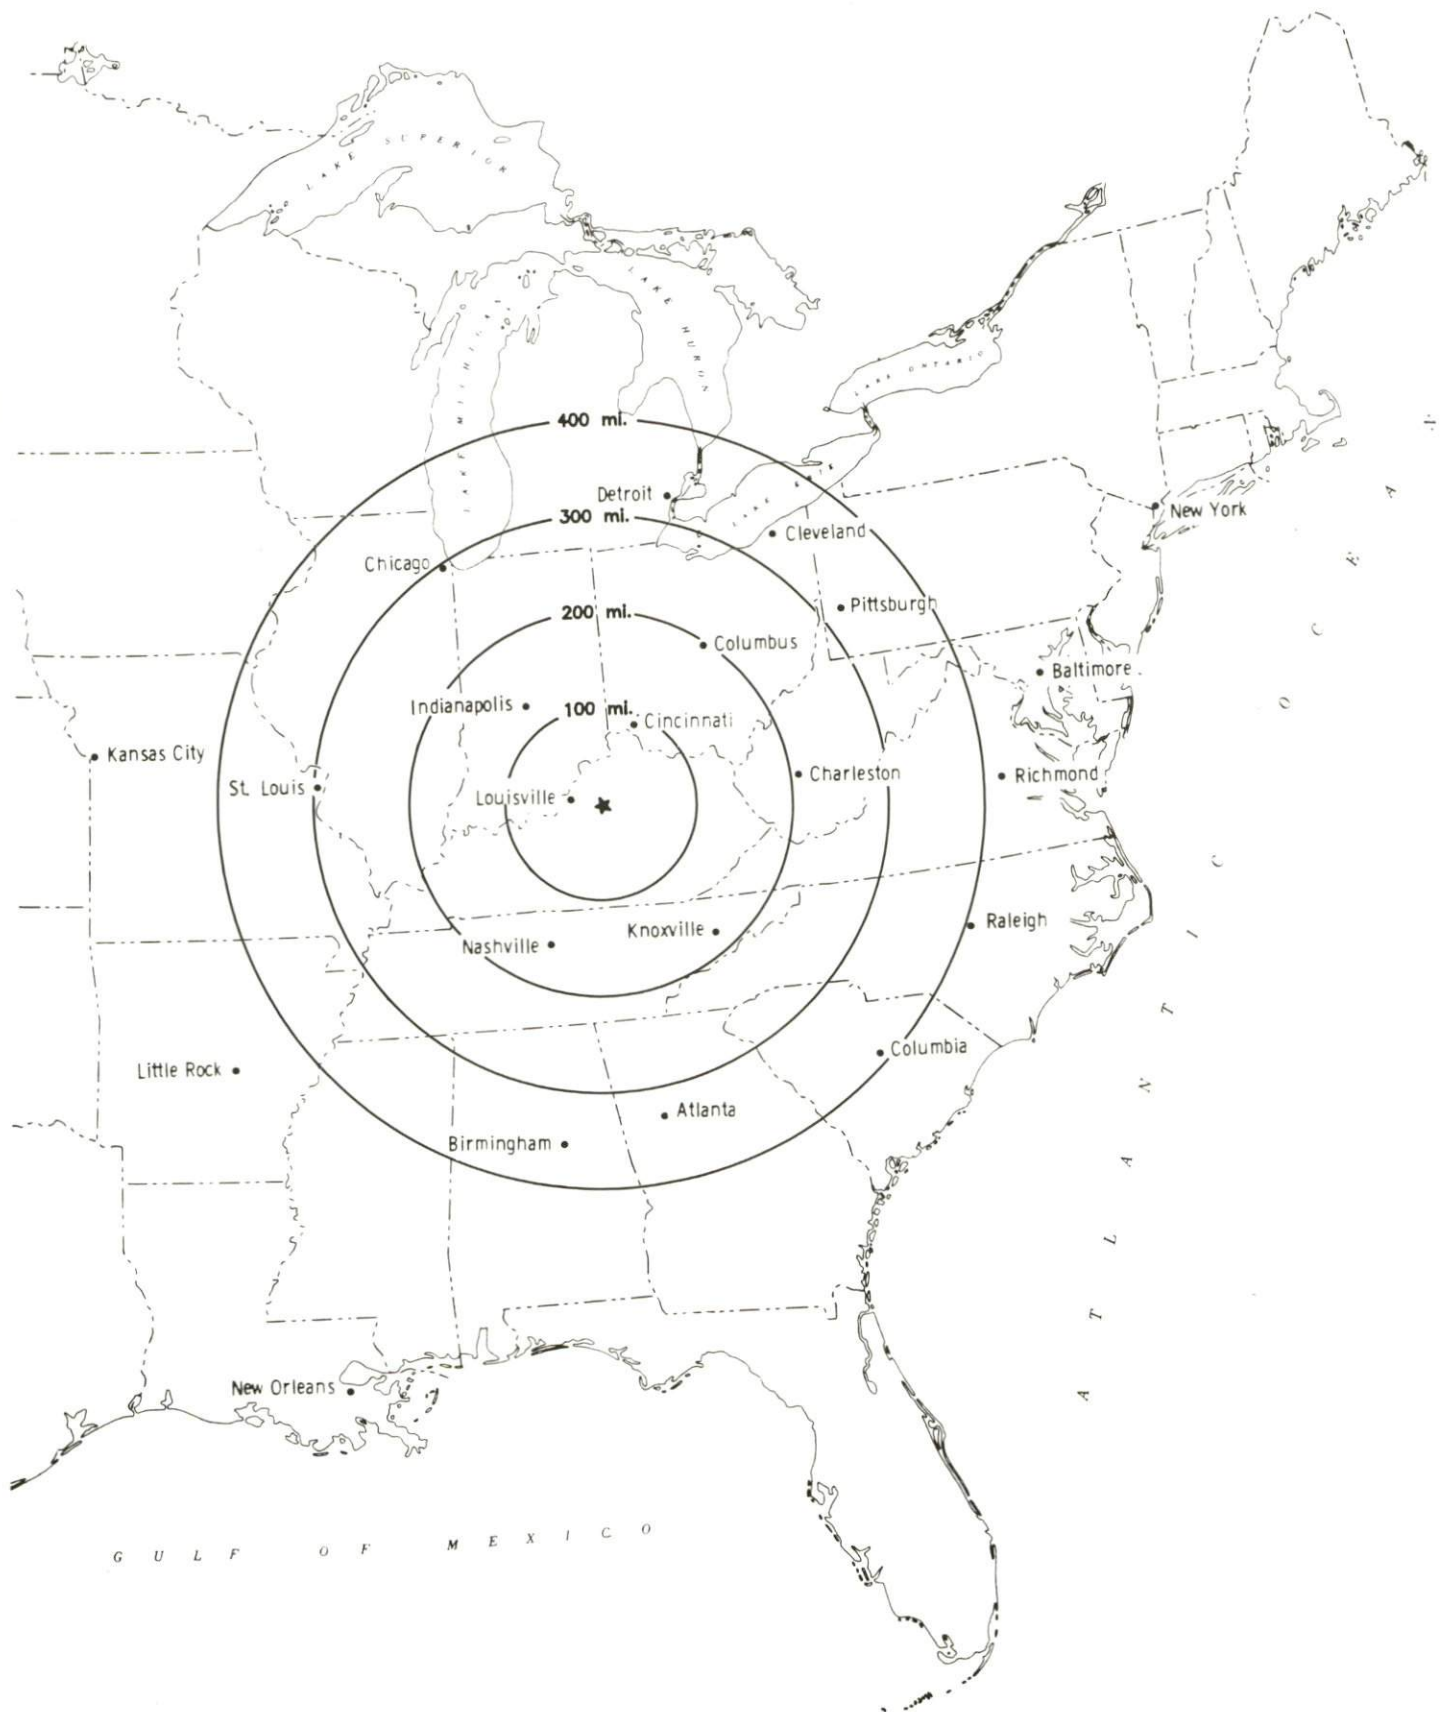 LAKE SUPERIOR
LAKE HURON
LAKE MIHIGAN
LAKE ONTARIO
400 mi.
LAKE ERIE
Detroit
New York
300 mi.
Cleveland
Chicago
200 mi.
Pittsburgh
Columbus
Baltimore
Indianapolis
100 mi.
Cincinnati
Kansas City
Charleston
Richmond
St. Louis
Louisville
Raleigh
Knoxville
Nashville
Columbia
Little Rock
Atlanta
Birmingham
New Orleans
ATLANTIC OCEA
GULF OF MEXICO